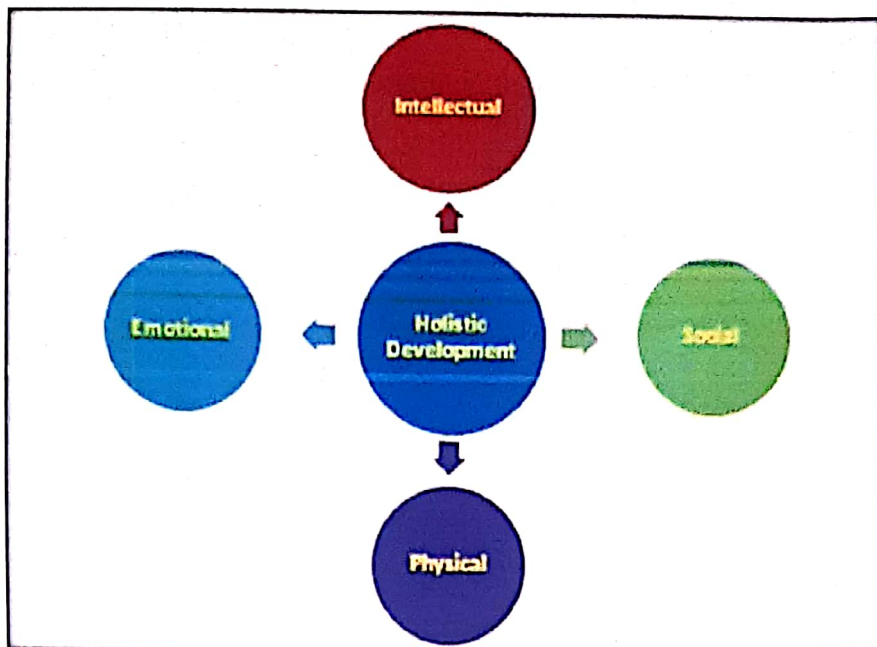 Intellectual
Emotional
Holistic
Development
Social
Physical